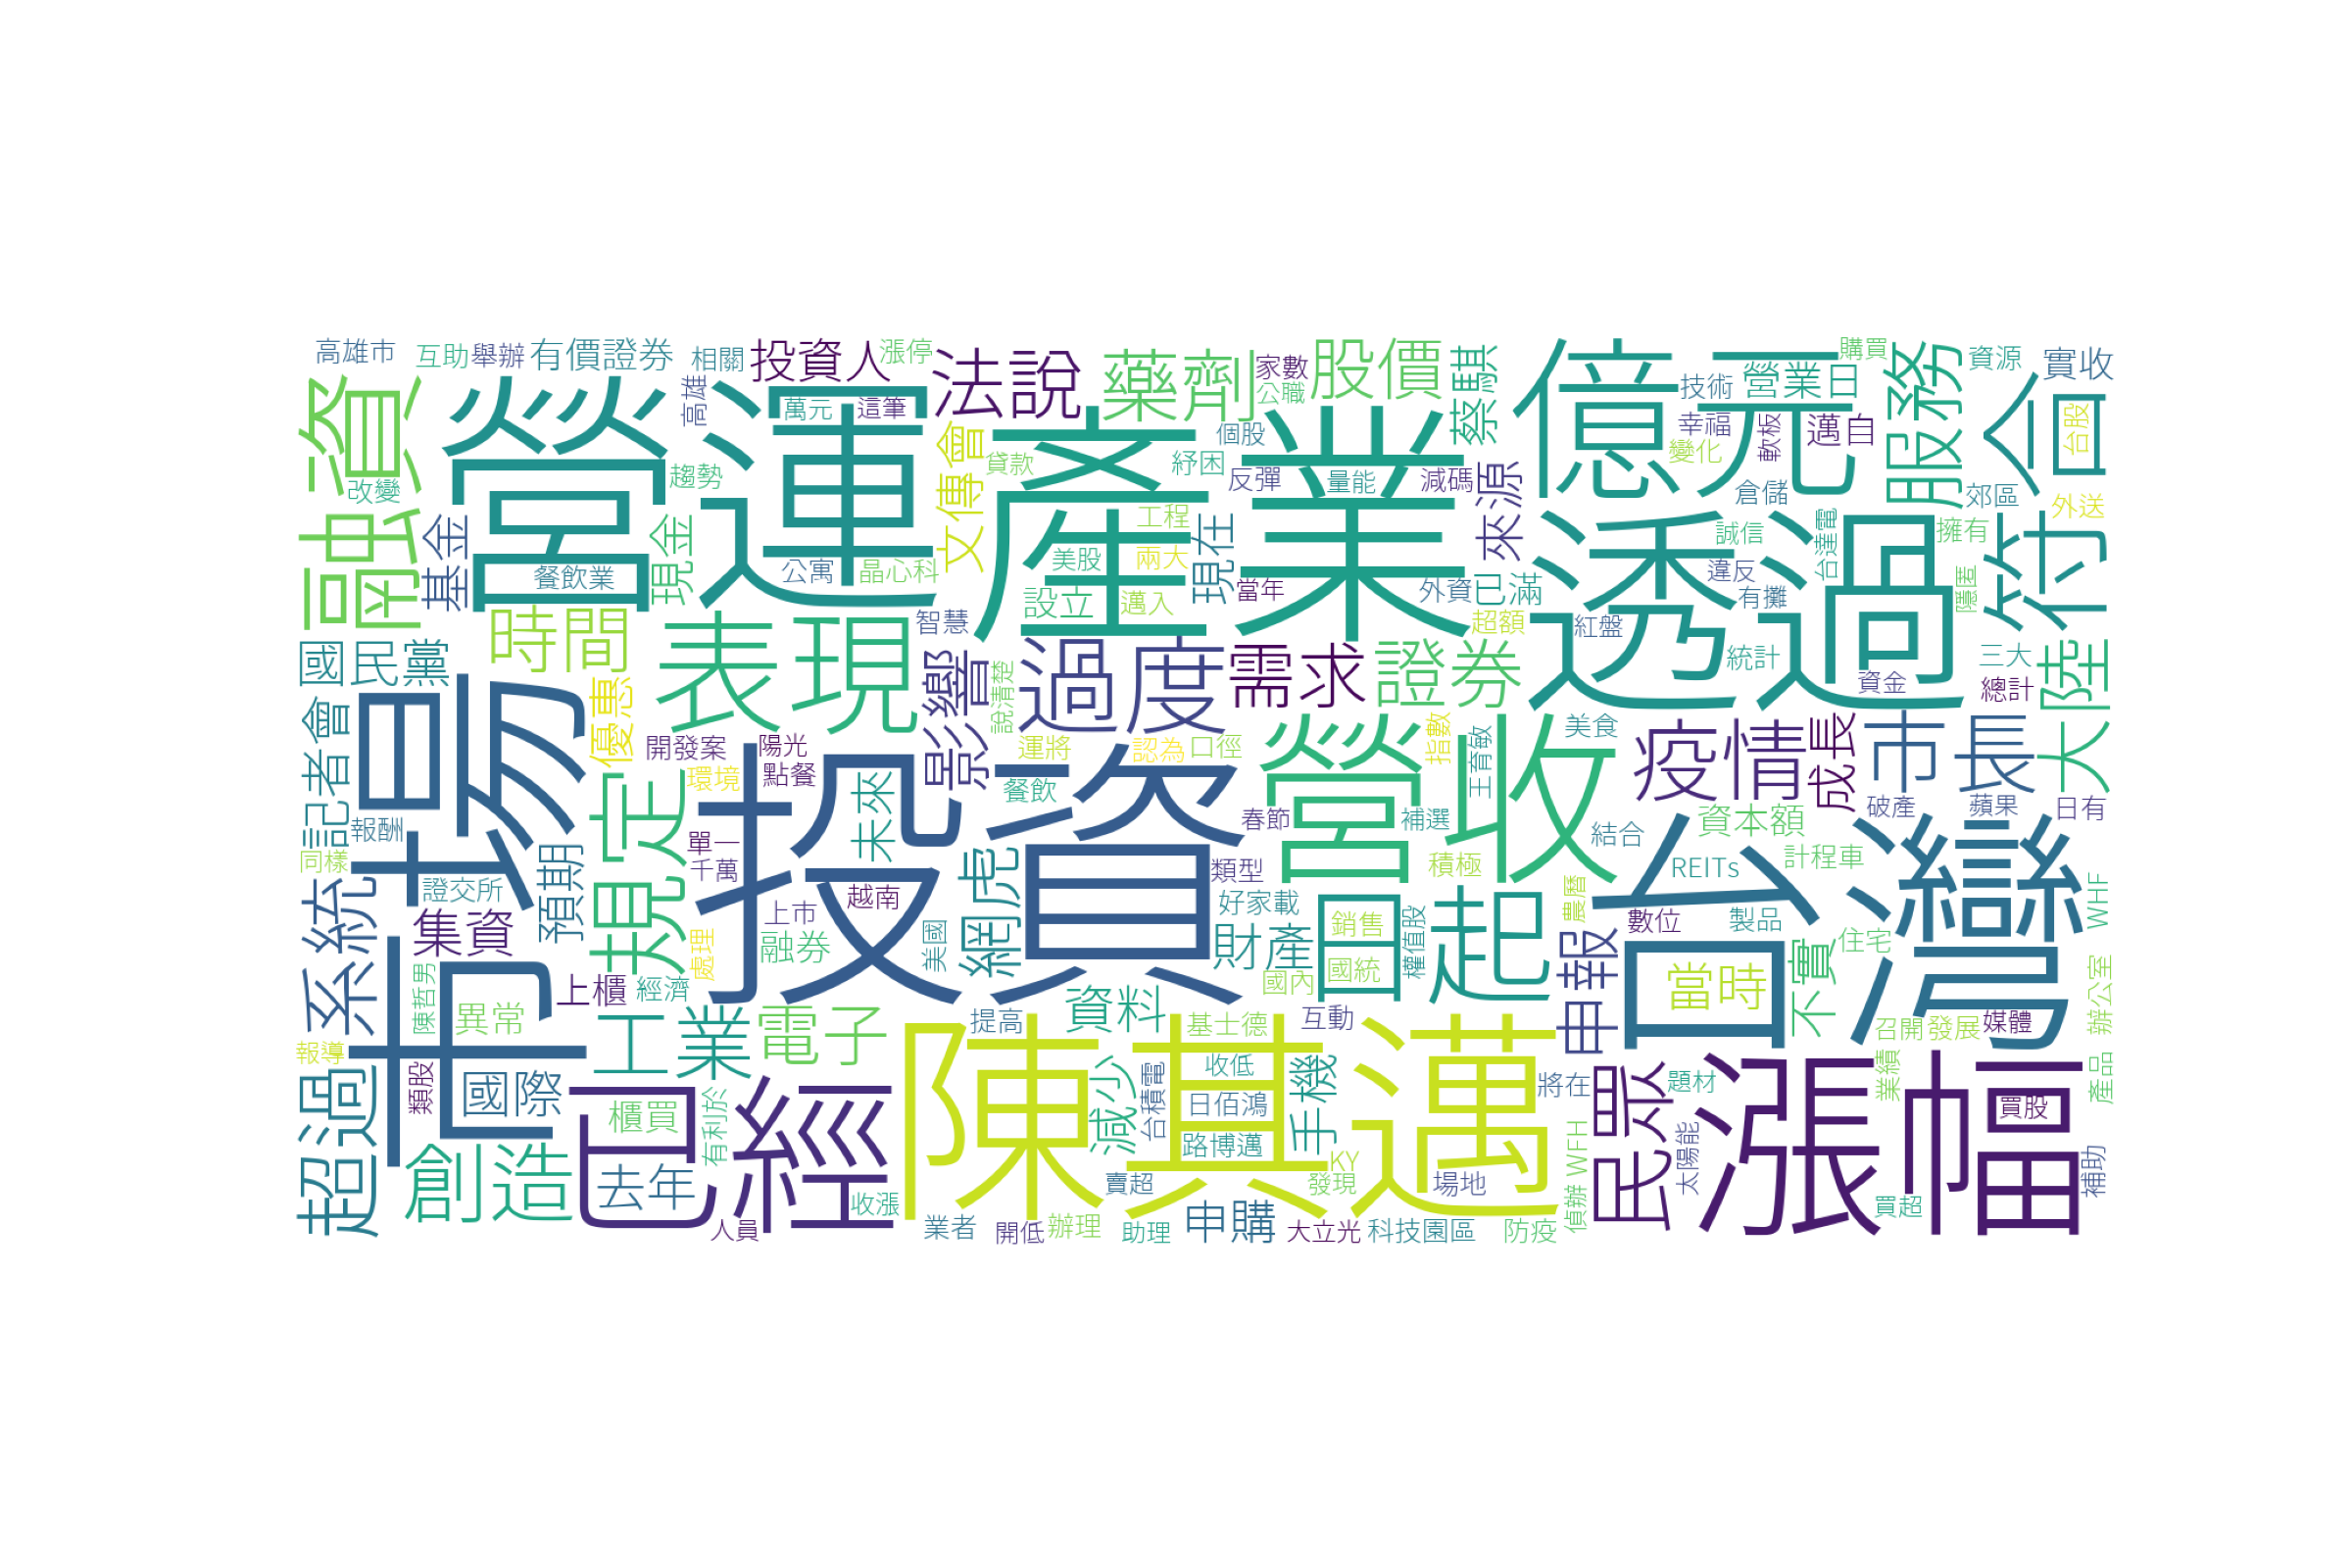 高雄市
互助
舉辦
有價證券
相關
投資人
漲停
法說
藥劑
家數
公職
股價
蔡騏
億元
技術
營業日
購買
服務
資源
實收
融資
改變
基金
營運
高雄
萬元
這筆
趨勢
現金
餐飲業
公寓
晶心科
文傳會
貸款
產業
個股
紓困
反彈
量能
減碼
來源
幸福
變化
軟板
邁自
倉儲
郊區
符合
台股
外送
工程
美股
兩大
現在
設立
邁入
當年
外資
已滿
透過
誠信
違反
有攤
台達電
擁有
隱匿
國民黨
時間
表現
智慧
影響
說清楚
過度
需求
證券
超額
紅盤
統計
資金
三大
總計
大陸
記者會
市場
優惠
開發案
陽光
環境
點餐
運將
認為
口徑
餐飲
營收
指數
王育敏
美食
疫情
成長
市長
報酬
同樣
證交所
預期
規定
單一
千萬
投資
未來
越南
網虎
春節
補選
類型
積極
結合
資本額
破產
蘋果
日有
REITs
計程車
台灣
WHF
系統
集資
上市
融券
美國
處理
好家載
財產
日起
銷售
國統
國內
權值股
農曆
數位
製品
申報
當時
不實
住宅
辦公室
陳哲男
異常
上櫃
經濟
工業
電子
提高
資料
基士德
互動
召開
發展
媒體
報導
類股
超過
國際
已經
陳其邁
減少
收低
台積電
日佰鴻
路博邁
手機
將在
題材
業績
產品
民眾
漲幅
買股
創造
櫃買
去年
有利於
收漲
賣超
KY
發現
場地
WFH
偵辦
太陽能
買超
補助
人員
業者
開低
辦理
助理
申購
大立光
科技園區
防疫